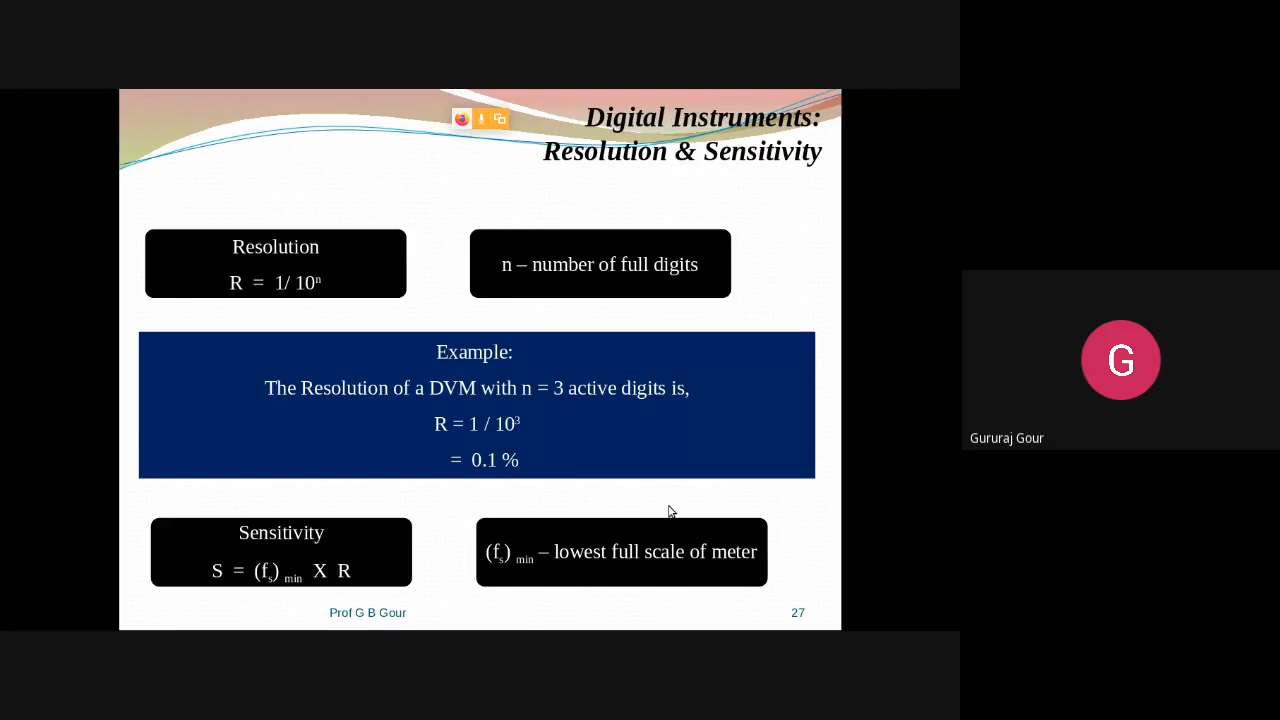 Digital Instruments:
Resolution & Sensitivity
Resolution
R = 1/ 10ⁿ
n – number of full digits
Example:
The Resolution of a DVM with n = 3 active digits is,
R = 1 / 10³
= 0.1 %
Sensitivity
S = (fₛ) min X R
(fₛ) min – lowest full scale of meter
Prof G B Gour
27
G
Gururaj Gour